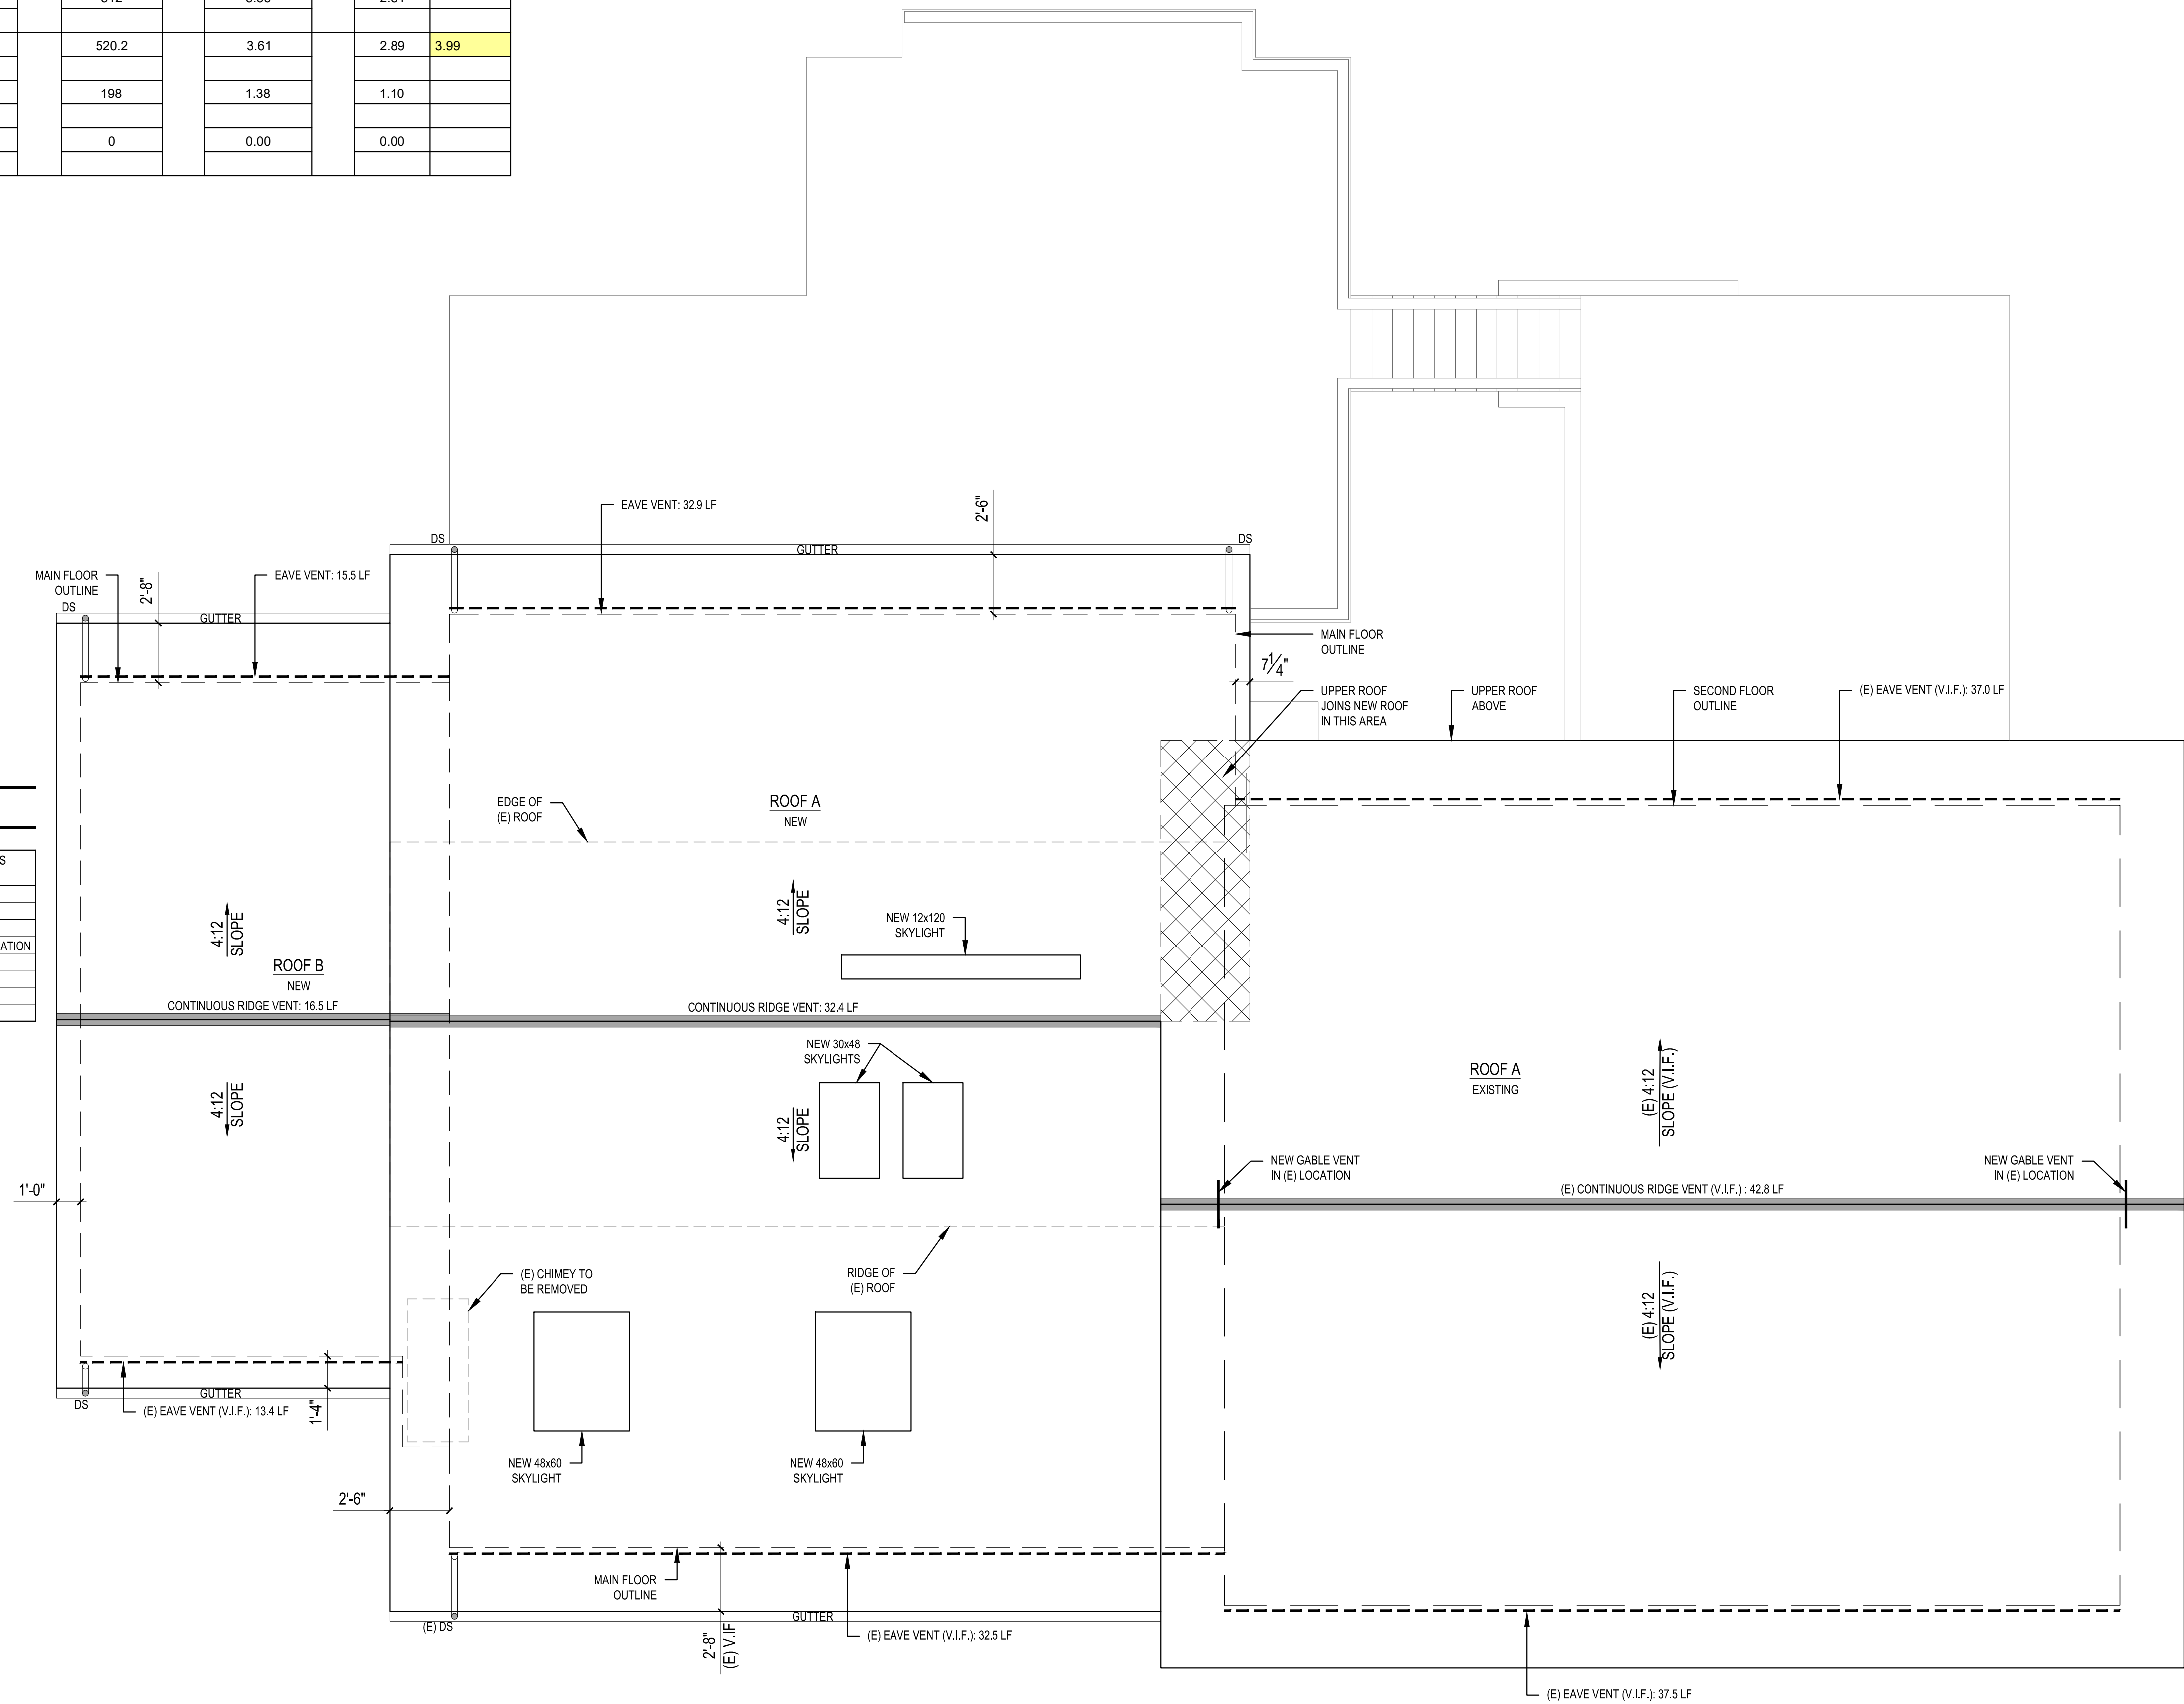 520.2 3.61 2.89 3.99
198 1.38 1.10
0 0.00 0.00
EAVE VENT: 32.9 LF
2'-6"
DS
GUTTER
DS
MAIN FLOOR
OUTLINE
2'-8"
EAVE VENT: 15.5 LF
DS
GUTTER
MAIN FLOOR
OUTLINE
7 1/4"
UPPER ROOF
JOINS NEW ROOF
IN THIS AREA
UPPER ROOF
ABOVE
SECOND FLOOR
OUTLINE
(E) EAVE VENT (V.I.F.): 37.0 LF
EDGE OF
(E) ROOF
ROOF A
NEW
4:12
SLOPE
4:12
SLOPE
NEW 12x120
SKYLIGHT
ROOF B
NEW
CONTINUOUS RIDGE VENT: 16.5 LF
CONTINUOUS RIDGE VENT: 32.4 LF
NEW 30x48
SKYLIGHTS
4:12
SLOPE
4:12
SLOPE
ROOF A
EXISTING
(E) 4:12
SLOPE (V.I.F.)
NEW GABLE VENT
IN (E) LOCATION
NEW GABLE VENT
IN (E) LOCATION
(E) CONTINUOUS RIDGE VENT (V.I.F.) : 42.8 LF
1'-0"
(E) CHIMEY TO
BE REMOVED
RIDGE OF
(E) ROOF
(E) 4:12
SLOPE (V.I.F.)
GUTTER
DS
(E) EAVE VENT (V.I.F.): 13.4 LF
1'-4"
NEW 48x60
SKYLIGHT
NEW 48x60
SKYLIGHT
2'-6"
MAIN FLOOR
OUTLINE
GUTTER
(E) DS
2'-8"
(E) V.IF
(E) EAVE VENT (V.I.F.): 32.5 LF
(E) EAVE VENT (V.I.F.): 37.5 LF